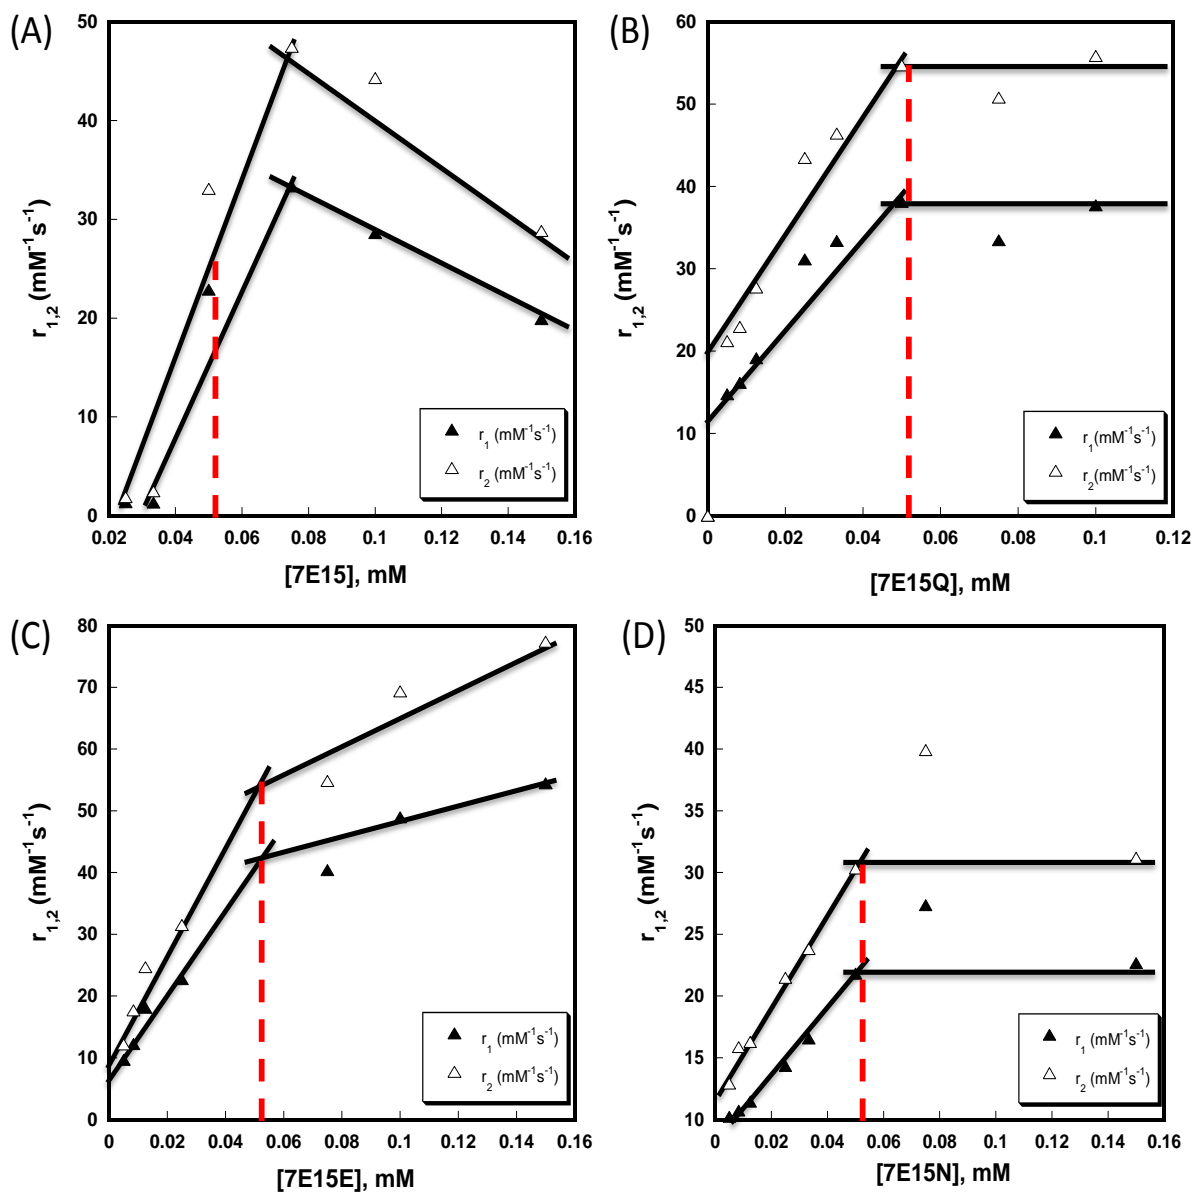 (A)
50
40
30
20
10
0
r1,2 (mM-1s-1)
r1 (mM-1s-1)
r2 (mM-1s-1)
0.02 0.04 0.06 0.08 0.1 0.12 0.14 0.16
[7E15], mM
(B)
60
50
40
30
20
10
0
r1,2 (mM-1s-1)
r1(mM-1s-1)
r2(mM-1s-1)
0 0.02 0.04 0.06 0.08 0.1 0.12
[7E15Q], mM
(C)
80
70
60
50
40
30
20
10
0
r1,2 (mM-1s-1)
r1 (mM-1s-1)
r2 (mM-1s-1)
0 0.02 0.04 0.06 0.08 0.1 0.12 0.14 0.16
[7E15E], mM
(D)
50
45
40
35
30
25
20
15
10
r1,2 (mM-1s-1)
r1 (mM-1s-1)
r2 (mM-1s-1)
0 0.02 0.04 0.06 0.08 0.1 0.12 0.14 0.16
[7E15N], mM